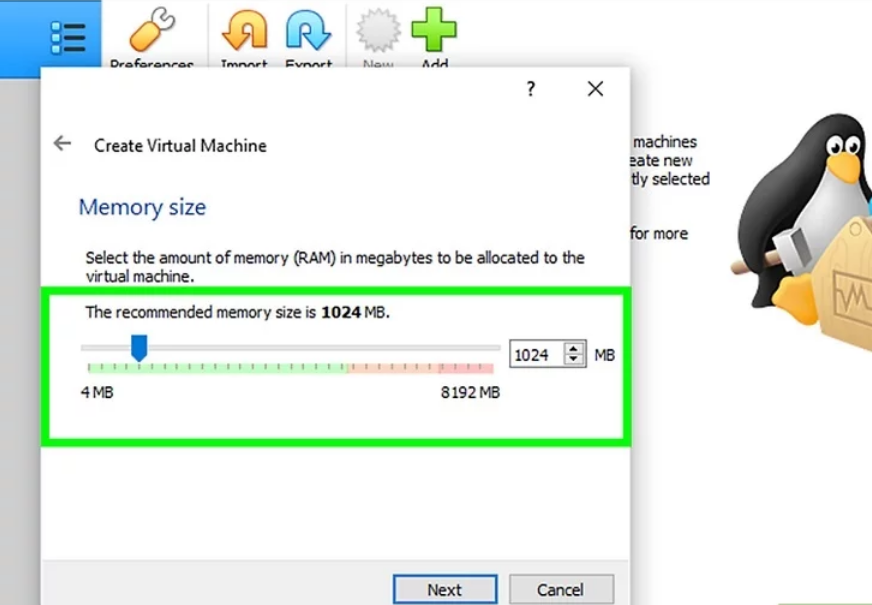 Preferences Import Export New Add
?
Create Virtual Machine
machines
eate new
tly selected
Memory size
for more
Select the amount of memory (RAM) in megabytes to be allocated to the
virtual machine.
The recommended memory size is 1024 MB.
1024 MB
4 MB 8192 MB
Next Cancel